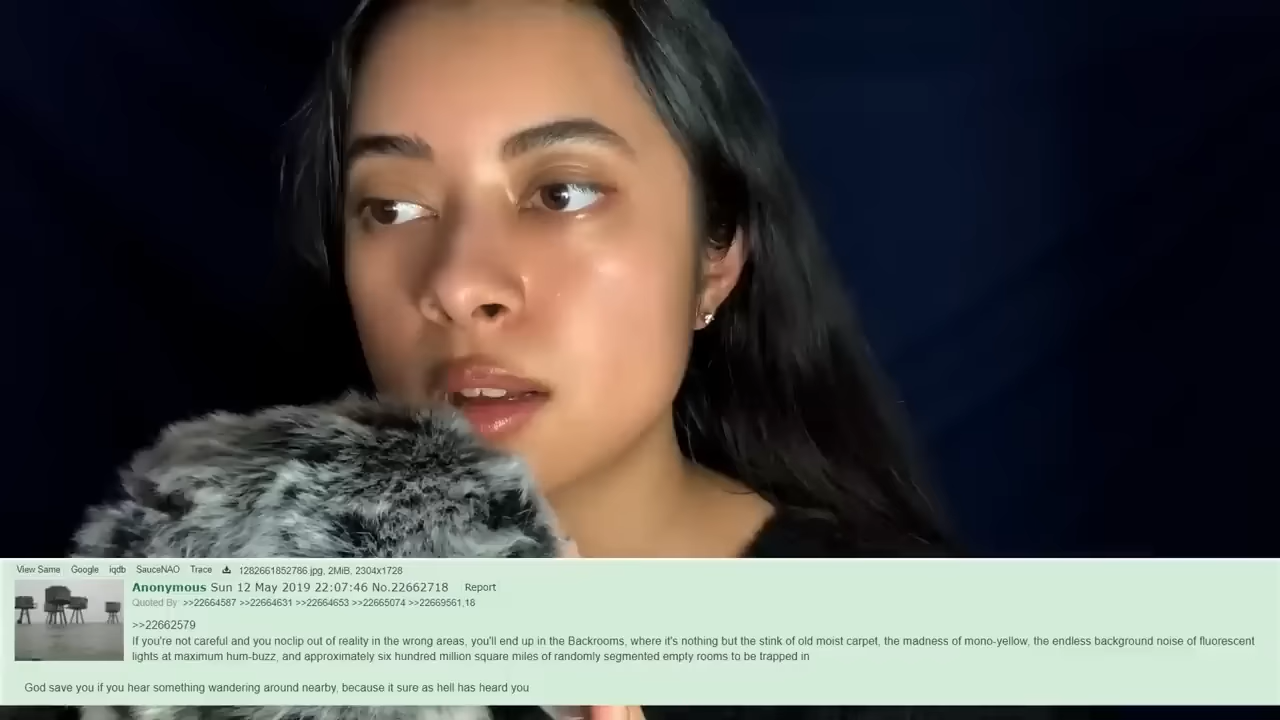 View Same Google iqdb SauceNAO Trace 1282661852786.jpg, 2MiB, 2304x1728
Anonymous Sun 12 May 2019 22:07:46 No.22662718 Report
Quoted By: >>22664587 >>22664631 >>22664653 >>22665074 >>22669561,18
>>22662579
If you're not careful and you noclip out of reality in the wrong areas, you'll end up in the Backrooms, where it's nothing but the stink of old moist carpet, the madness of mono-yellow, the endless background noise of fluorescent
lights at maximum hum-buzz, and approximately six hundred million square miles of randomly segmented empty rooms to be trapped in
God save you if you hear something wandering around nearby, because it sure as hell has heard you